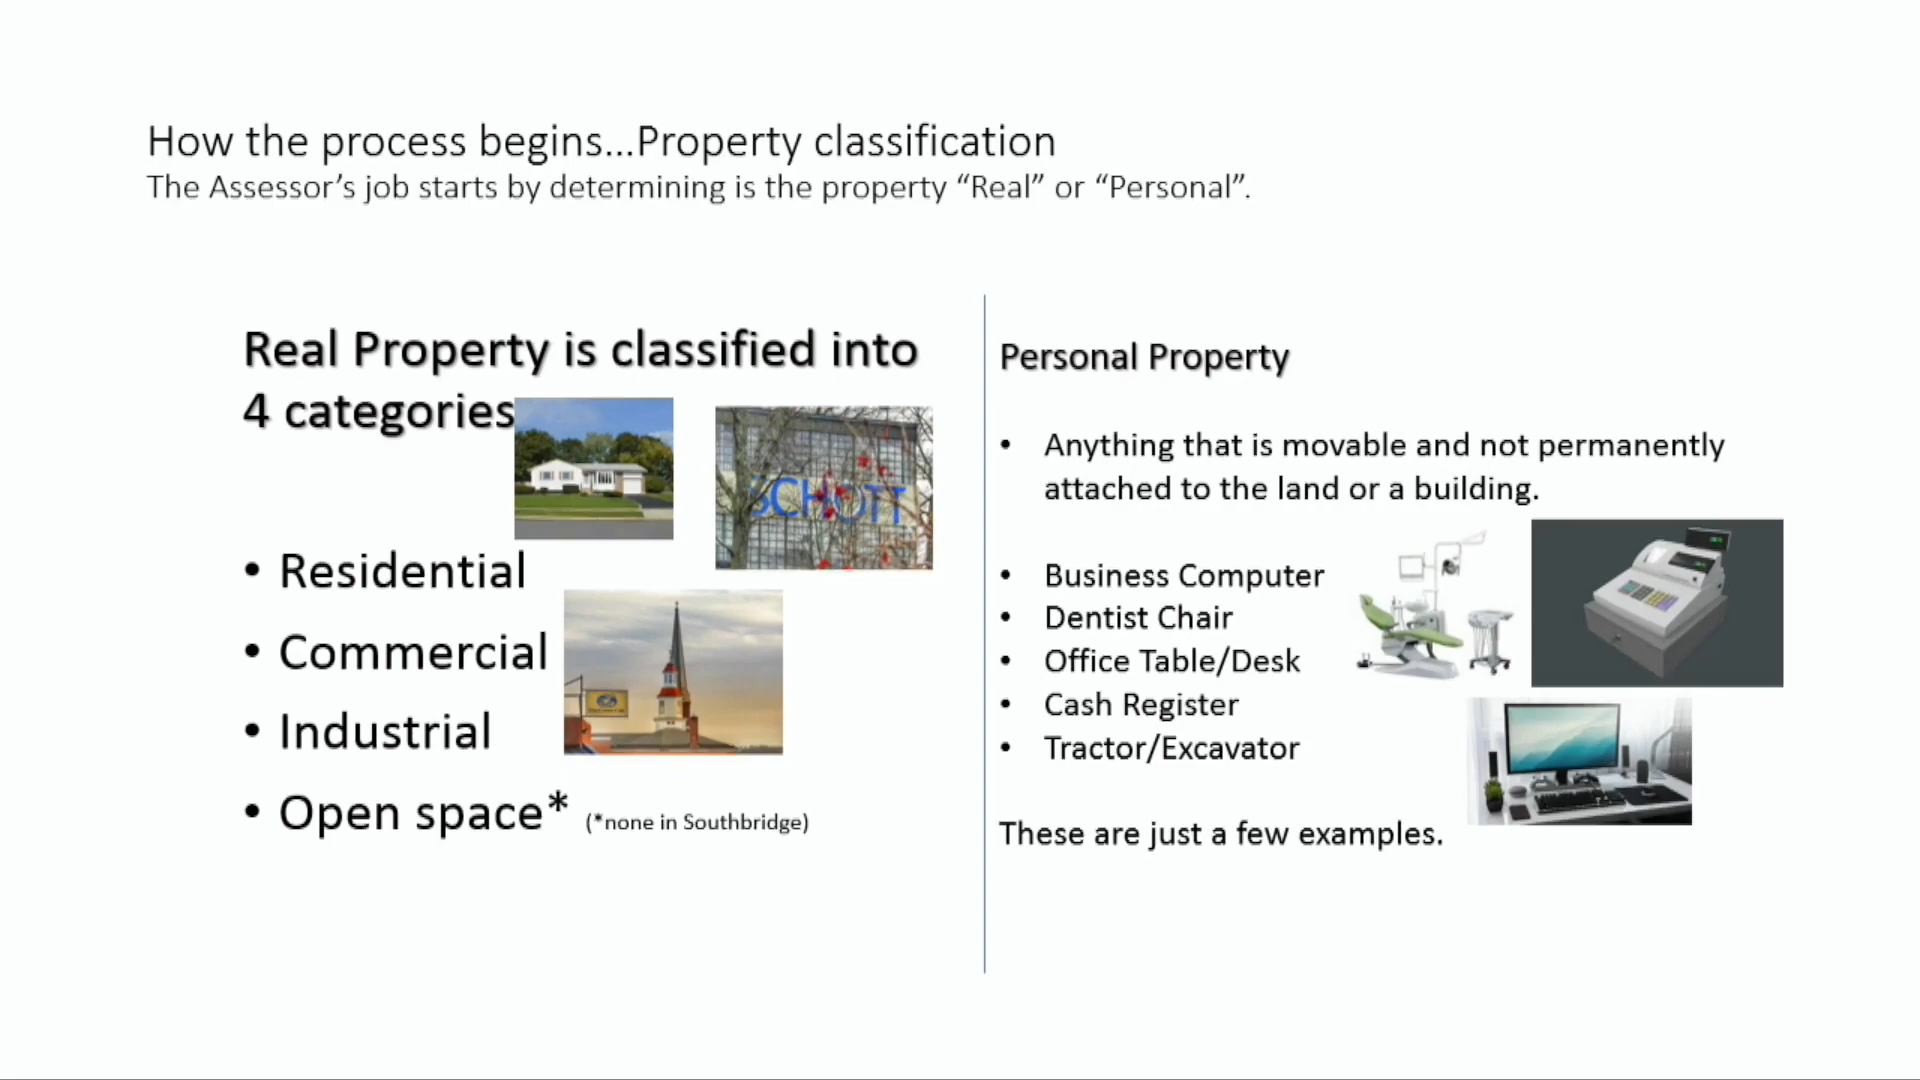 How the process begins...Property classification
The Assessor's job starts by determining is the property “Real” or “Personal”.
Real Property is classified into
4 categories
SCHOTT
• Residential
• Commercial
• Industrial
• Open space* (*none in Southbridge)
Personal Property
• Anything that is movable and not permanently
attached to the land or a building.
• Business Computer
• Dentist Chair
• Office Table/Desk
• Cash Register
• Tractor/Excavator
These are just a few examples.